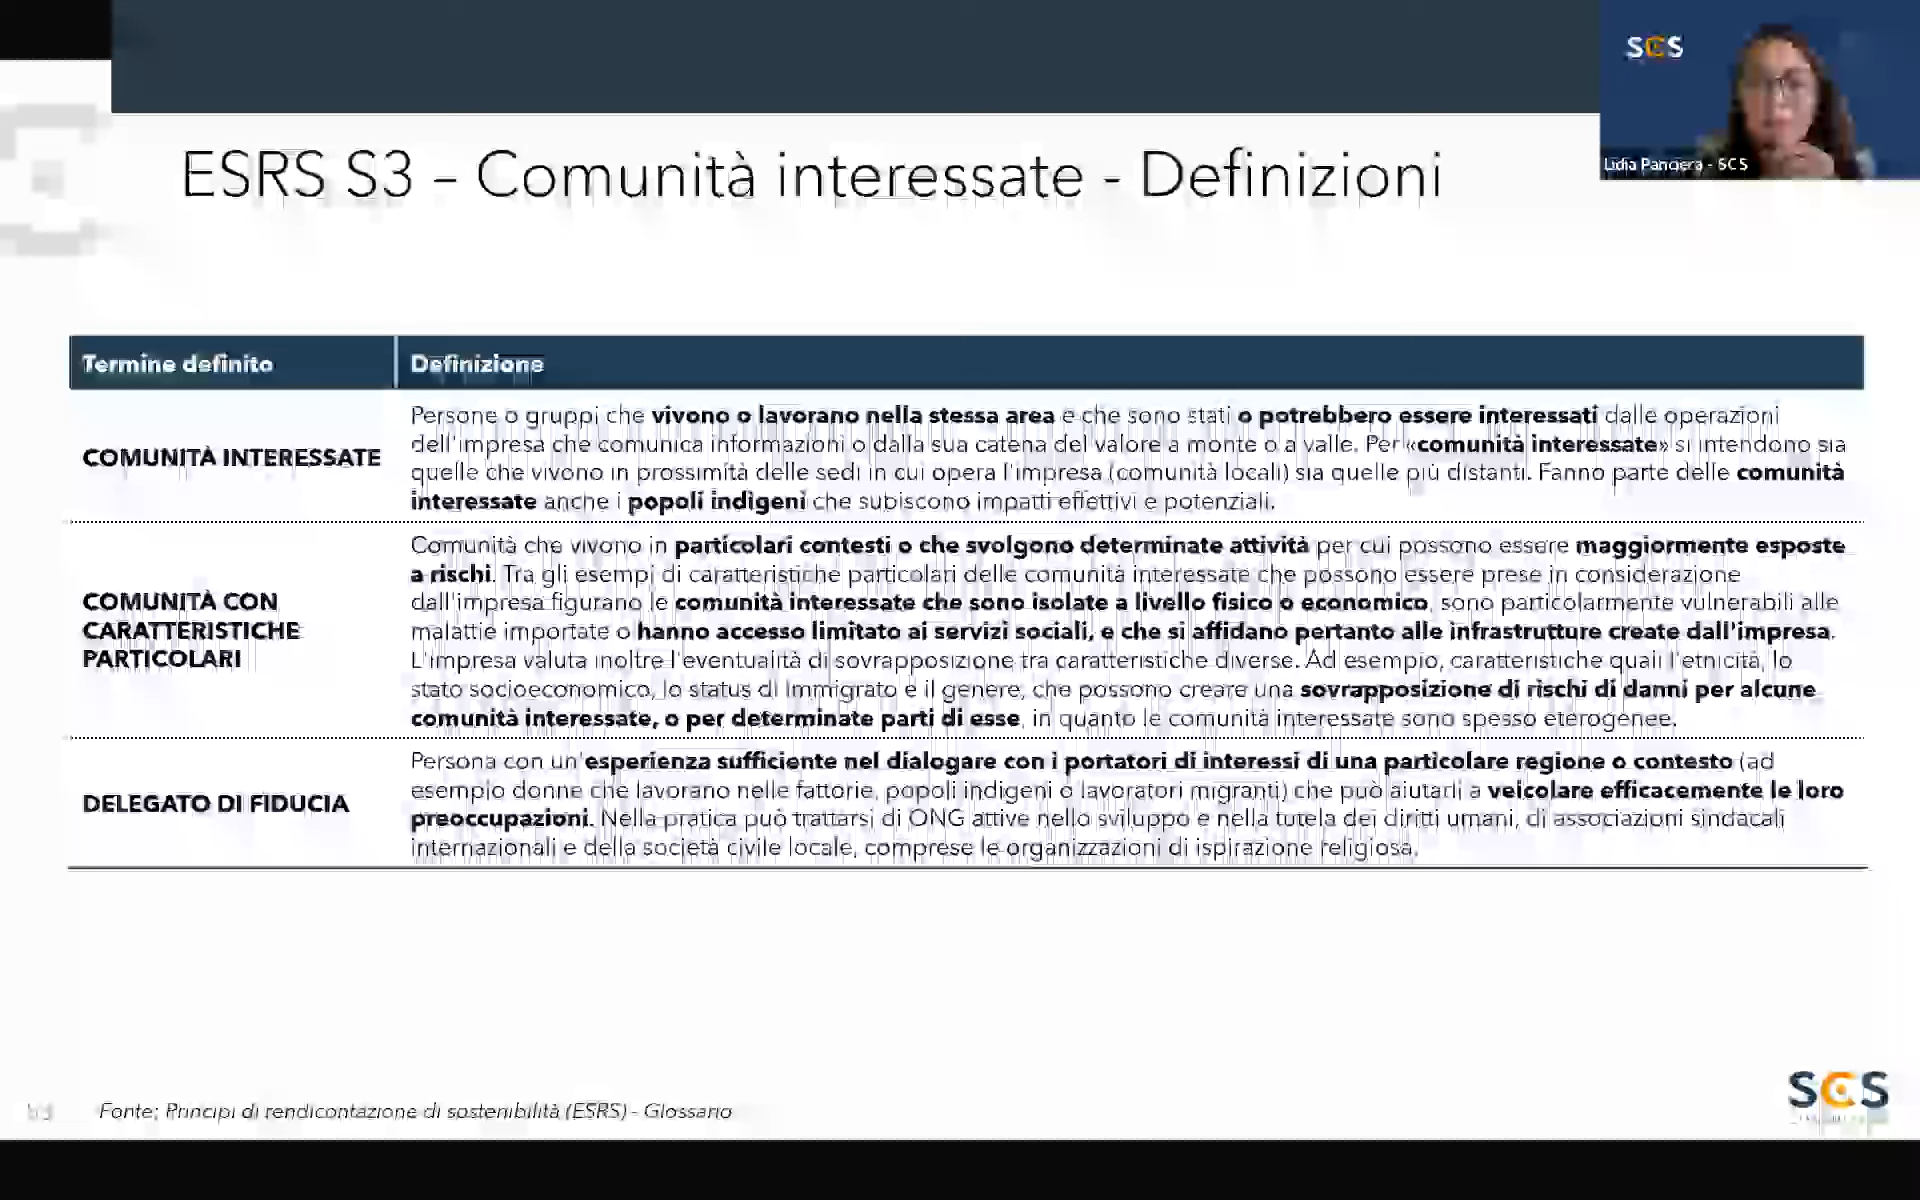 SCS
Lidia Panciera - SCS
ESRS S3 – Comunità interessate - Definizioni
Termine definito
Definizione
COMUNITÀ INTERESSATE
Persone o gruppi che vivono o lavorano nella stessa area e che sono stati o potrebbero essere interessati dalle operazioni
dell'impresa che comunica informazioni o dalla sua catena del valore a monte o a valle. Per «comunità interessate» si intendono sia
quelle che vivono in prossimità delle sedi in cui opera l'impresa (comunità locali) sia quelle più distanti. Fanno parte delle comunità
interessate anche i popoli indigeni che subiscono impatti effettivi e potenziali.
COMUNITÀ CON
CARATTERISTICHE
PARTICOLARI
Comunità che vivono in particolari contesti o che svolgono determinate attività per cui possono essere maggiormente esposte
a rischi. Tra gli esempi di caratteristiche particolari delle comunità interessate che possono essere prese in considerazione
dall'impresa figurano le comunità interessate che sono isolate a livello fisico o economico, sono particolarmente vulnerabili alle
malattie importate o hanno accesso limitato ai servizi sociali, e che si affidano pertanto alle infrastrutture create dall'impresa.
L'impresa valuta inoltre l'eventualità di sovrapposizione tra caratteristiche diverse. Ad esempio, caratteristiche quali l'etnicità, lo
stato socioeconomico, lo status di immigrato e il genere, che possono creare una sovrapposizione di rischi di danni per alcune
comunità interessate, o per determinate parti di esse, in quanto le comunità interessate sono spesso eterogenee.
DELEGATO DI FIDUCIA
Persona con un'esperienza sufficiente nel dialogare con i portatori di interessi di una particolare regione o contesto (ad
esempio donne che lavorano nelle fattorie, popoli indigeni o lavoratori migranti) che può aiutarli a veicolare efficacemente le loro
preoccupazioni. Nella pratica può trattarsi di ONG attive nello sviluppo e nella tutela dei diritti umani, di associazioni sindacali
internazionali e della società civile locale, comprese le organizzazioni di ispirazione religiosa.
Fonte: Principi di rendicontazione di sostenibilità (ESRS) - Glossario
SCS